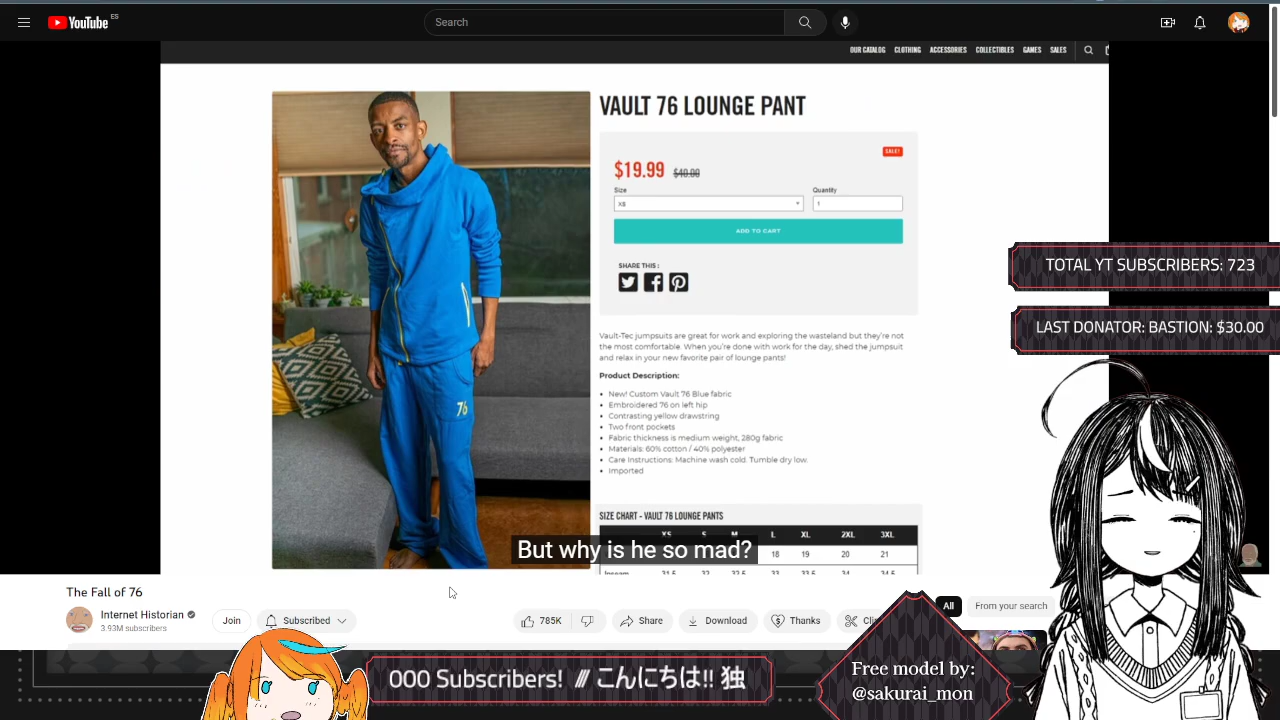 YouTube ES
Search
OUR CATALOG CLOTHING ACCESSORIES COLLECTIBLES GAMES SALES
VAULT 76 LOUNGE PANT
SALE!
$19.99 $40.00
Size Quantity
XS 1
ADD TO CART
SHARE THIS :
Vault-Tec jumpsuits are great for work and exploring the wasteland but they're not
the most comfortable. When you're done with work for the day, shed the jumpsuit
and relax in your new favorite pair of lounge pants!
Product Description:
• New! Custom Vault 76 Blue fabric
• Embroidered 76 on left hip
• Contrasting yellow drawstring
• Two front pockets
• Fabric thickness is medium weight, 280g fabric
• Materials: 60% cotton / 40% polyester
• Care Instructions: Machine wash cold. Tumble dry low.
• Imported
76
SIZE CHART - VAULT 76 LOUNGE PANTS
XS S M L XL 2XL 3XL
18 19 20 21
But why is he so mad?
TOTAL YT SUBSCRIBERS: 723
LAST DONATOR: BASTION: $30.00
The Fall of 76
Internet Historian
3.93M subscribers
Join
Subscribed
785K
Share
Download
Thanks
All
From your search
000 Subscribers! /// こんにちは!! 独
Free model by:
@sakurai_mon